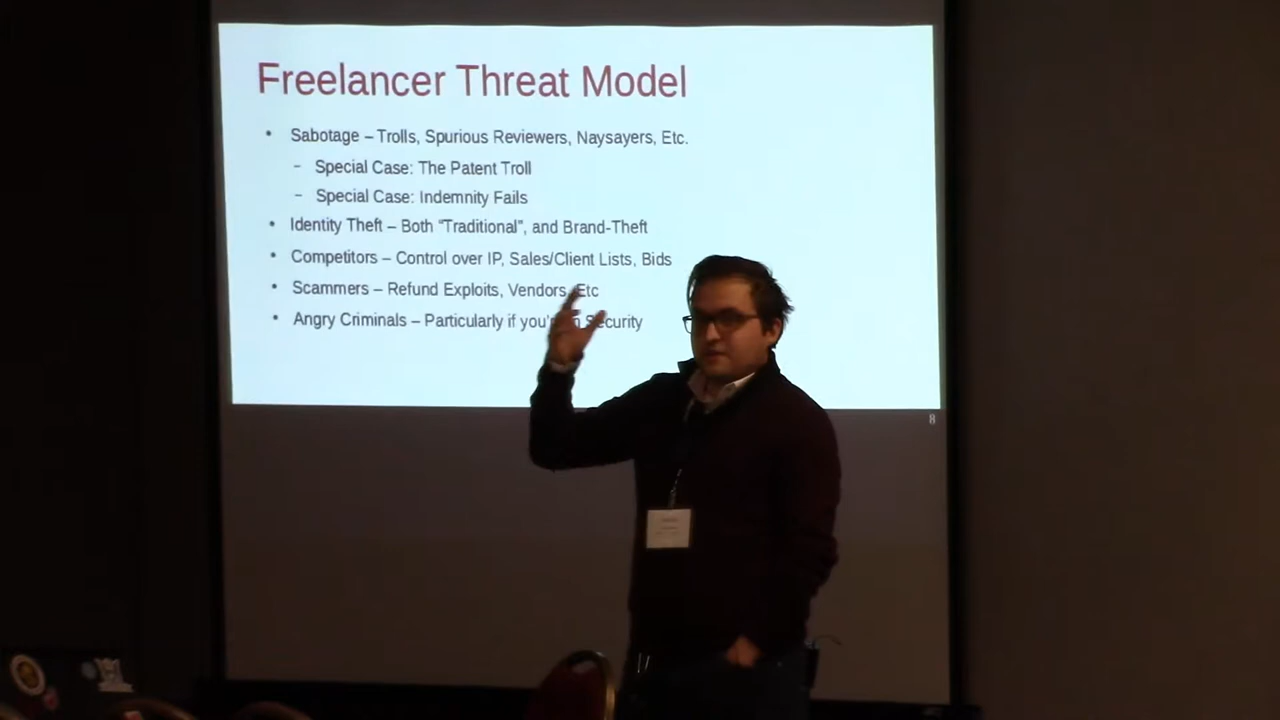 Freelancer Threat Model
• Sabotage – Trolls, Spurious Reviewers, Naysayers, Etc.
– Special Case: The Patent Troll
– Special Case: Indemnity Fails
• Identity Theft – Both "Traditional", and Brand-Theft
• Competitors – Control over IP, Sales/Client Lists, Bids
• Scammers – Refund Exploits, Vendors, Etc
• Angry Criminals – Particularly if Security
8